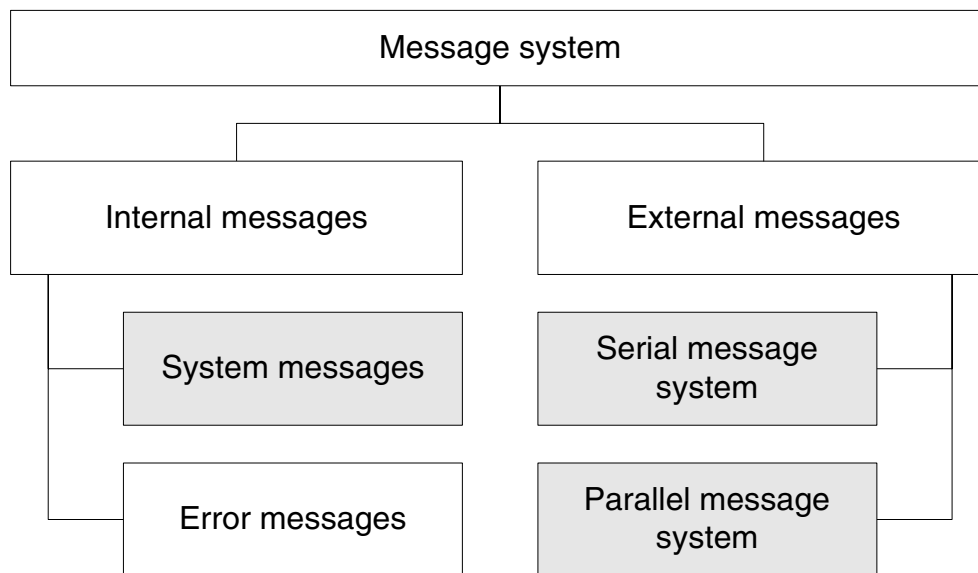 Message system
Internal messages
External messages
System messages
Serial message
system
Error messages
Parallel message
system